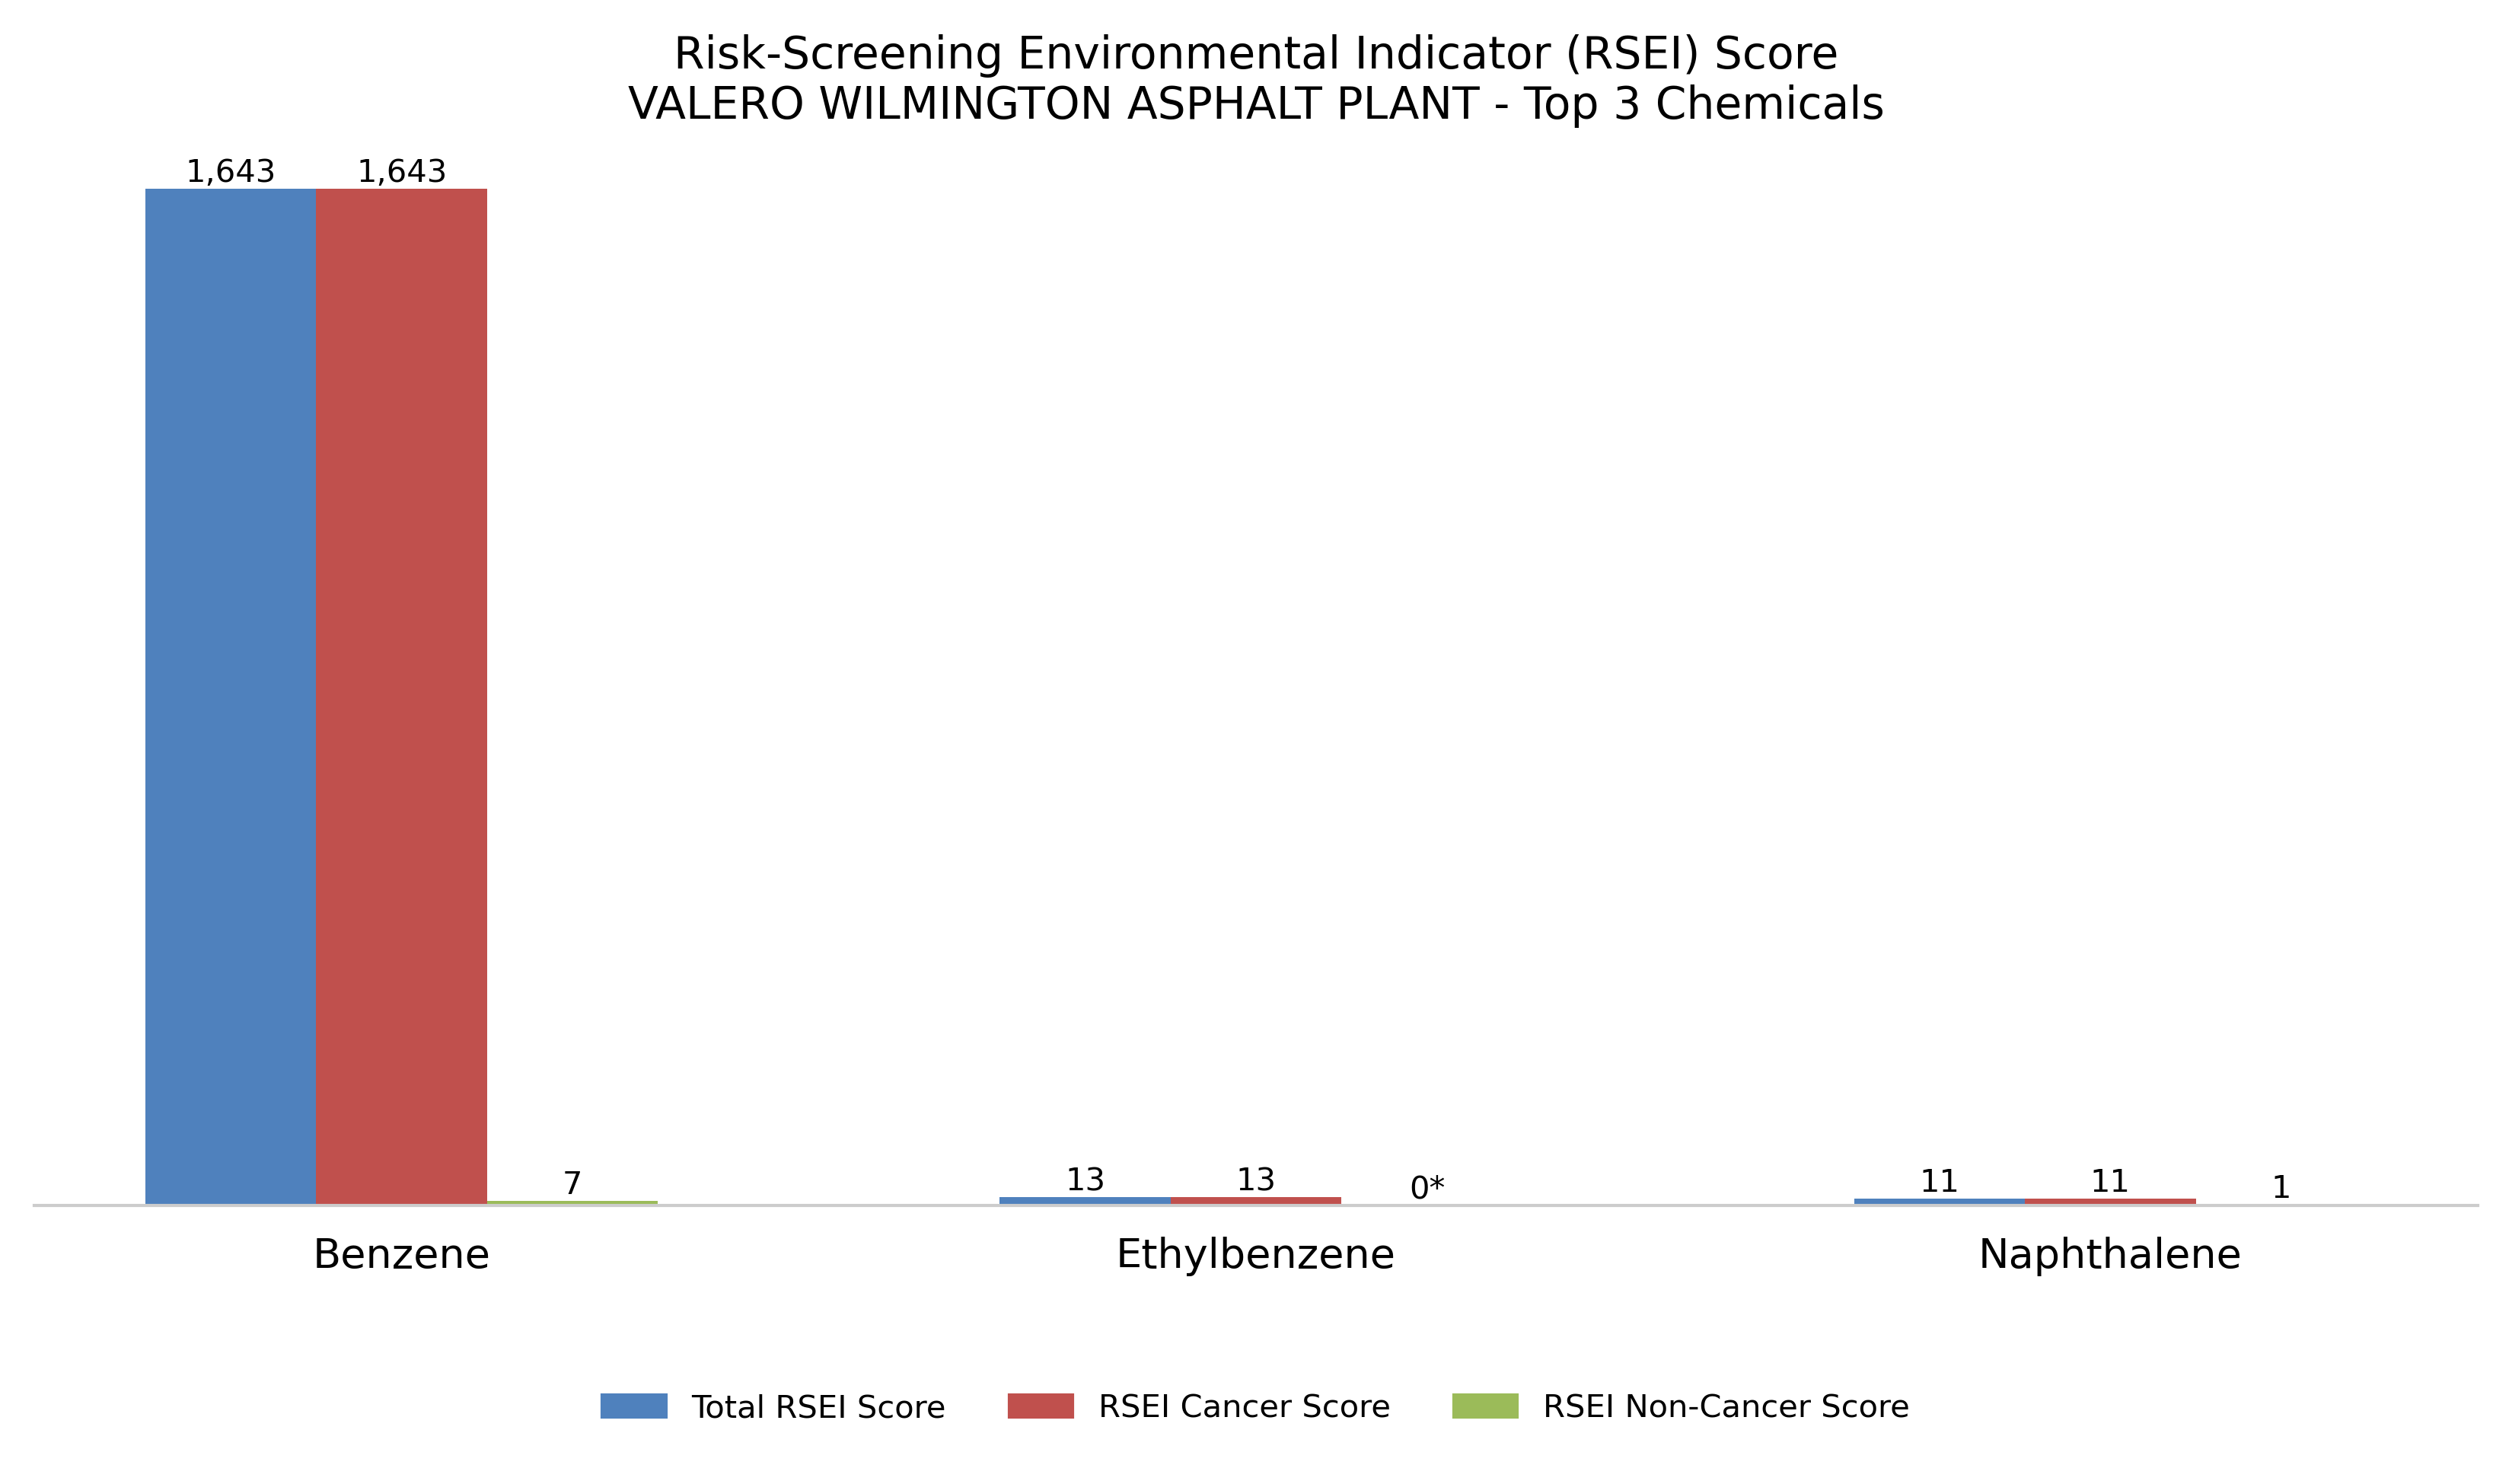 Risk-Screening Environmental Indicator (RSEI) Score
VALERO WILMINGTON ASPHALT PLANT - Top 3 Chemicals
1,643 1,643
7 13 13 0* 11 11 1
Benzene Ethylbenzene Naphthalene
Total RSEI Score RSEI Cancer Score RSEI Non-Cancer Score